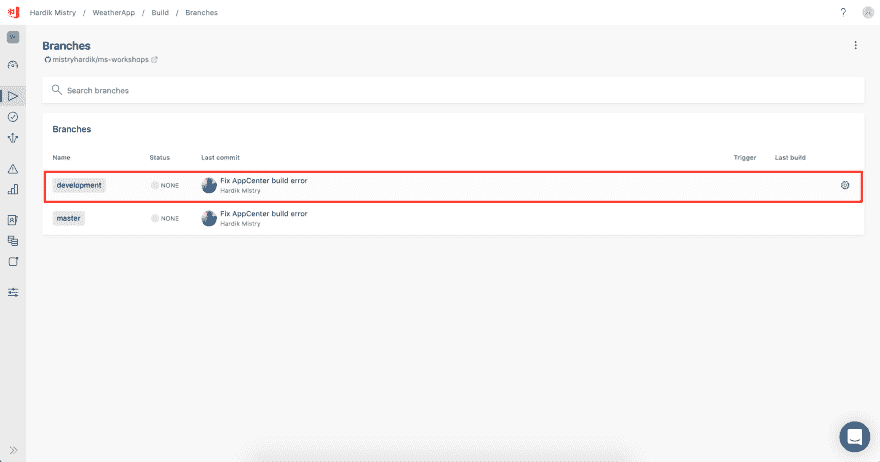 Hardik Mistry / WeatherApp / Build / Branches
?
W
Branches
mistryhardik/ms-workshops
Search branches
Branches
Name Status Last commit Trigger Last build
development NONE Fix AppCenter build error
Hardik Mistry
master NONE Fix AppCenter build error
Hardik Mistry